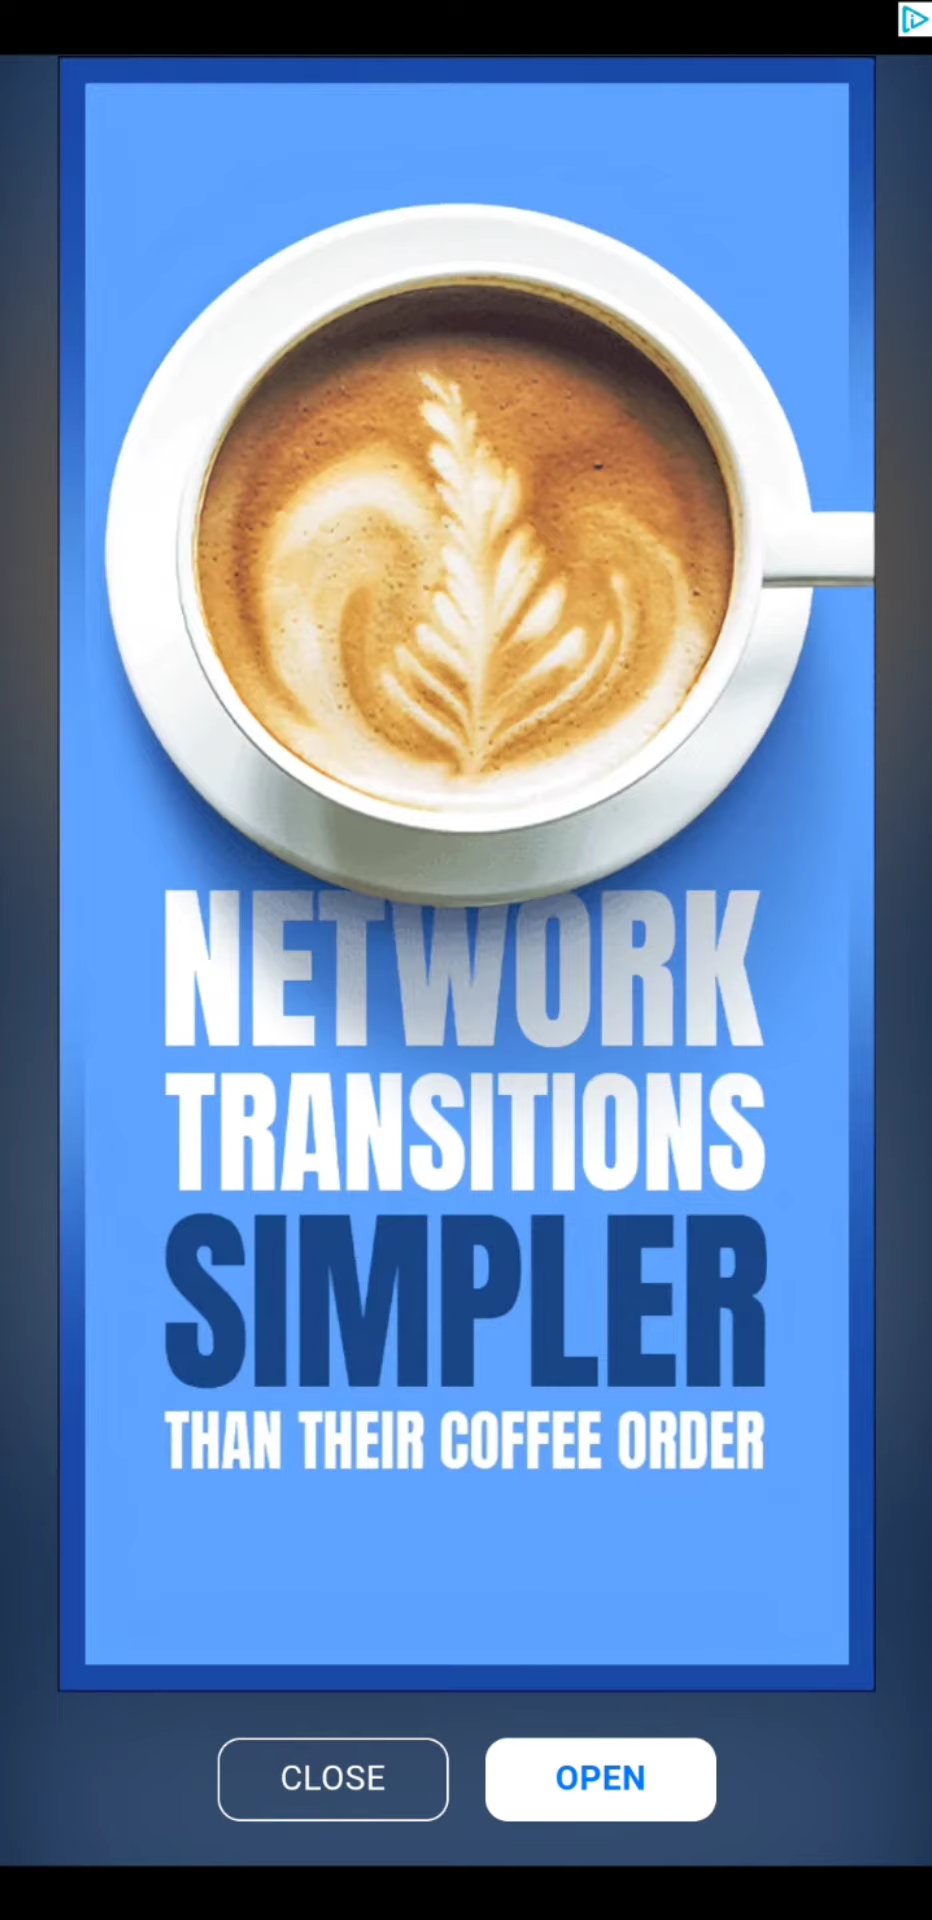 NETWORK
TRANSITIONS
SIMPLER
THAN THEIR COFFEE ORDER
CLOSE
OPEN